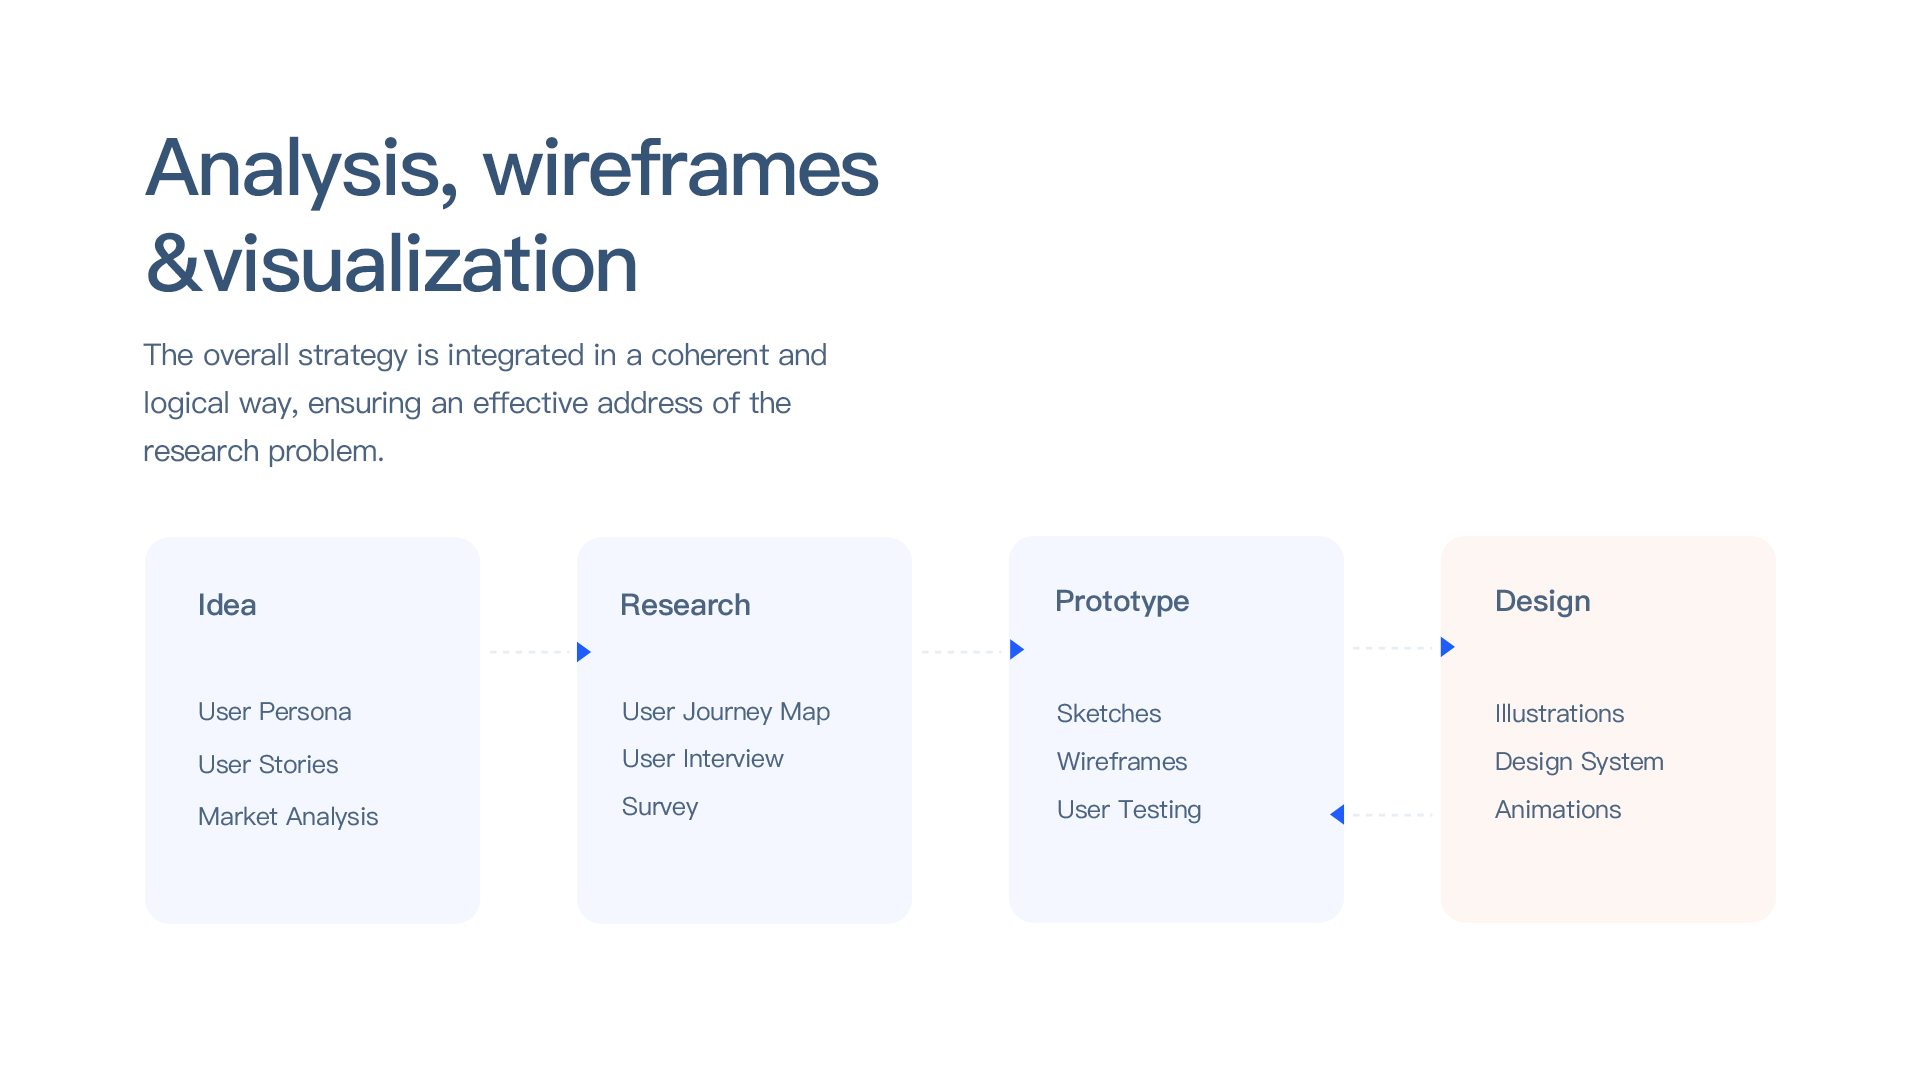 Analysis, wireframes
&visualization
The overall strategy is integrated in a coherent and
logical way, ensuring an effective address of the
research problem.
Idea
User Persona
User Stories
Market Analysis
Research
User Journey Map
User Interview
Survey
Prototype
Sketches
Wireframes
User Testing
Design
Illustrations
Design System
Animations